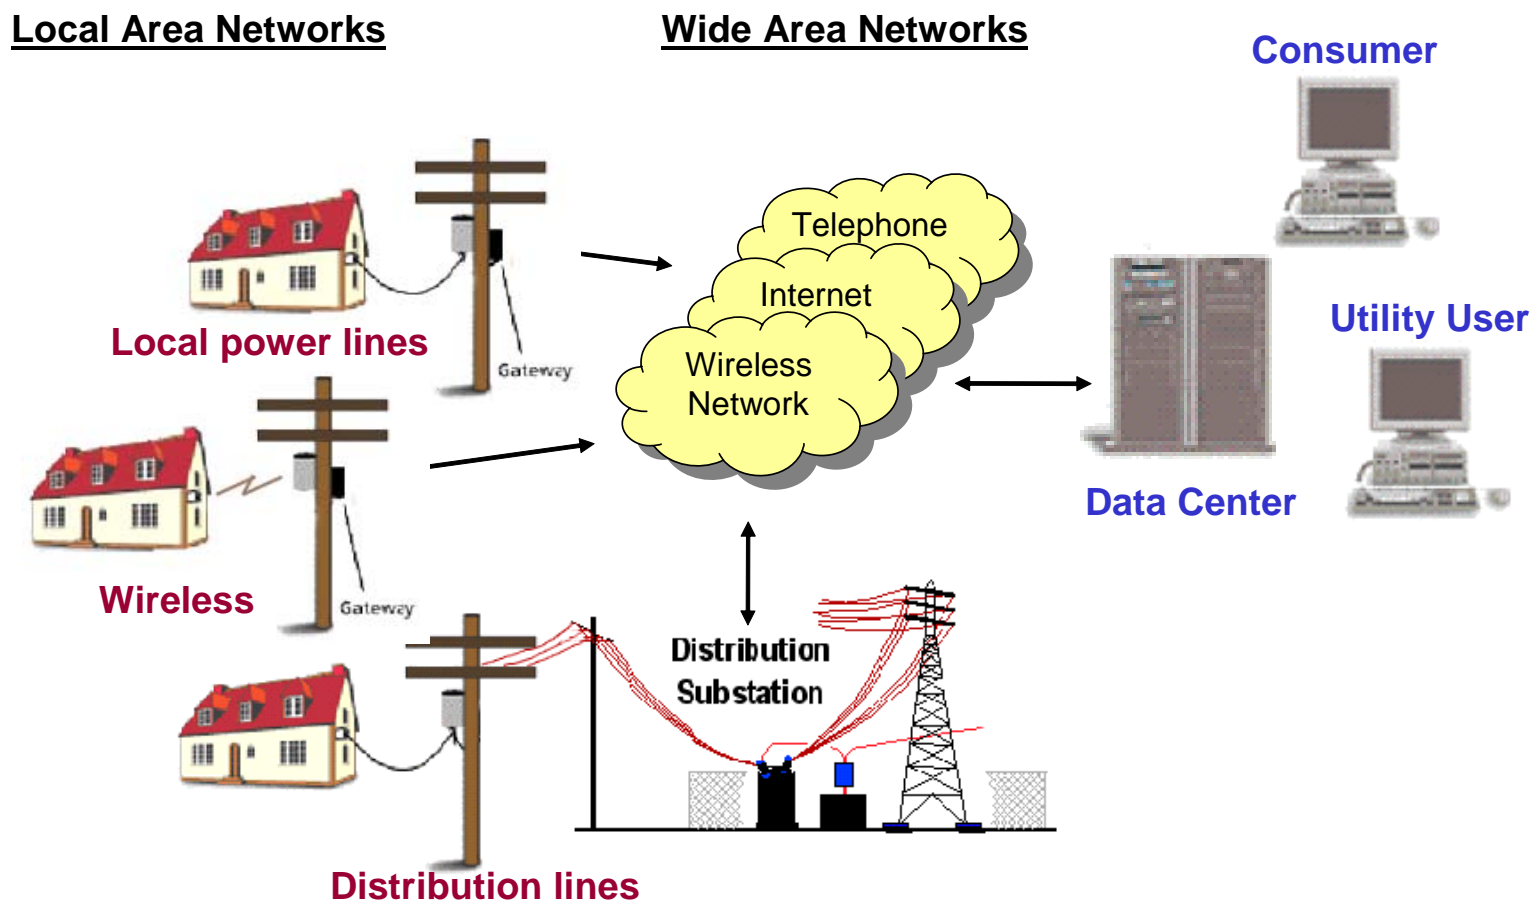 Local Area Networks
Wide Area Networks
Consumer
Telephone
Internet
Wireless
Network
Utility User
Local power lines
Gateway
Data Center
Wireless
Gateway
Distribution
Substation
Distribution lines